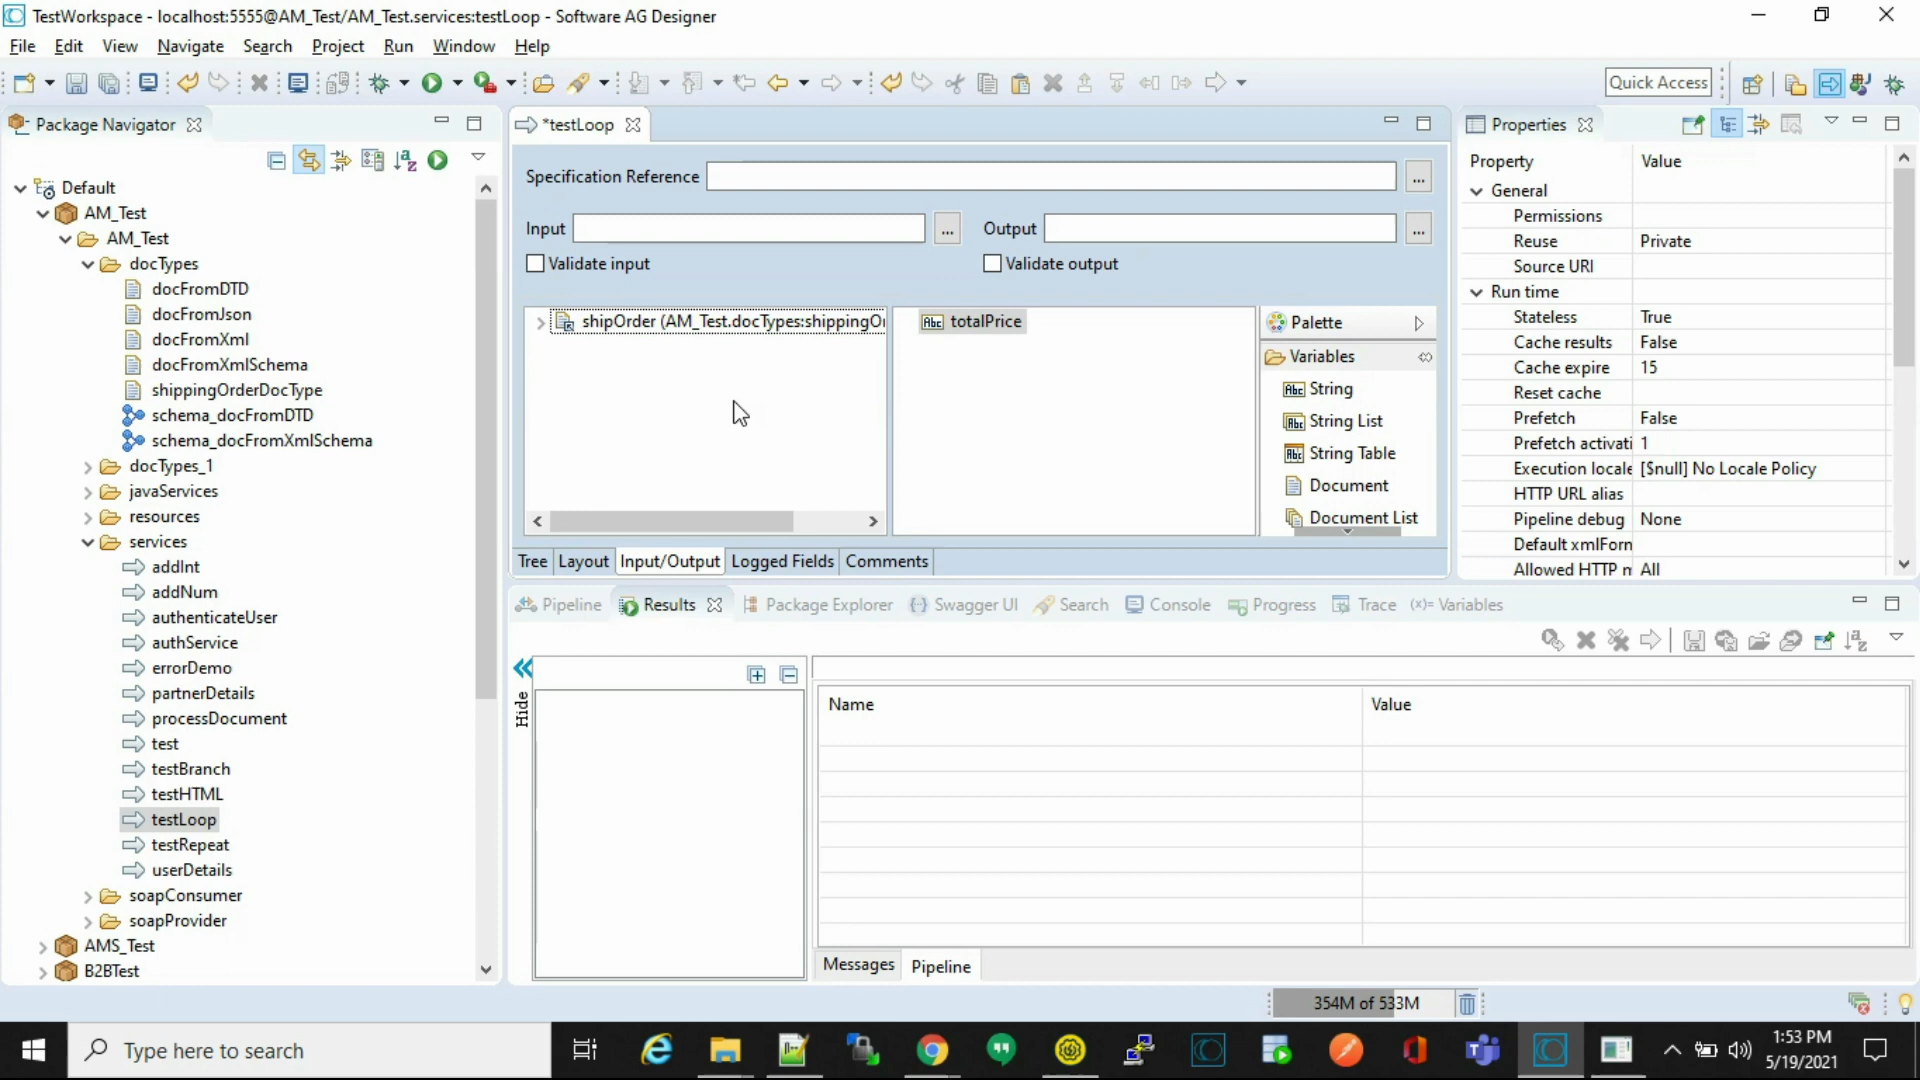 TestWorkspace - localhost:5555@AM_Test/AM_Test.services:testLoop - Software AG Designer
File Edit View Navigate Search Project Run Window Help
Quick Access
Package Navigator
Default
AM_Test
AM_Test
docTypes
docFromDTD
docFromJson
docFromXml
docFromXmlSchema
shippingOrderDocType
schema_docFromDTD
schema_docFromXmlSchema
docTypes_1
javaServices
resources
services
addInt
addNum
authenticateUser
authService
errorDemo
partnerDetails
processDocument
test
testBranch
testHTML
testLoop
testRepeat
userDetails
soapConsumer
soapProvider
AMS_Test
B2BTest
*testLoop
Specification Reference ...
Input ... Output ...
Validate input Validate output
shipOrder (AM_Test.docTypes:shippingOr
totalPrice
Palette
Variables
String
String List
String Table
Document
Document List
Tree Layout Input/Output Logged Fields Comments
Properties
Property Value
General
Permissions
Reuse Private
Source URI
Run time
Stateless True
Cache results False
Cache expire 15
Reset cache
Prefetch False
Prefetch activati 1
Execution locale [$null] No Locale Policy
HTTP URL alias
Pipeline debug None
Default xmlForn
Allowed HTTP m All
Pipeline Results Package Explorer Swagger UI Search Console Progress Trace (x)= Variables
Hide
Name Value
Messages Pipeline
354M of 533M
Type here to search
1:53 PM
5/19/2021